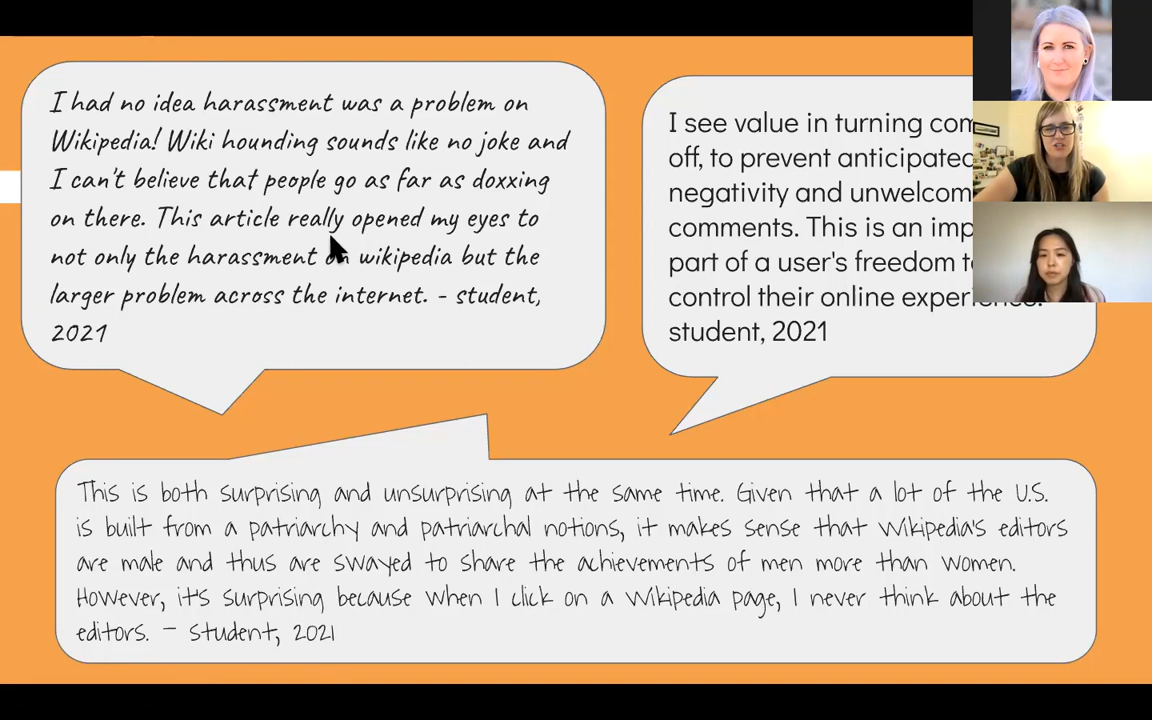 I had no idea harassment was a problem on
Wikipedia! Wiki hounding sounds like no joke and
I can't believe that people go as far as doxxing
on there. This article really opened my eyes to
not only the harassment on wikipedia but the
larger problem across the internet. - student,
2021
I see value in turning
off, to prevent anticipated
negativity and
comments. This is an
part of a user's freedom
control their online
student, 2021
This is both surprising and unsurprising at the same time. Given that a lot of the U.S.
is built from a patriarchy and patriarchal notions, it makes sense that Wikipedia's editors
are male and thus are swayed to share the achievements of men more than women.
However, it's surprising because when I click on a Wikipedia page, I never think about the
editors. - student, 2021